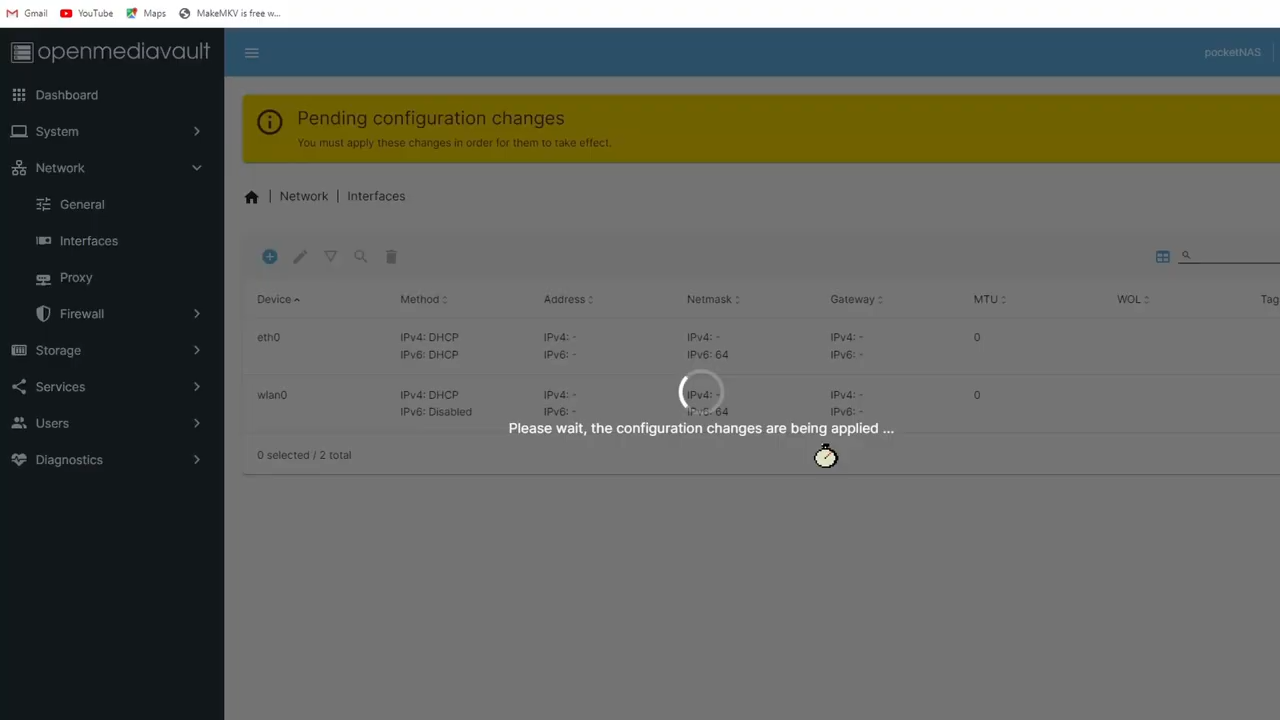 Gmail YouTube Maps MakeMKV is free w...
openmediavault
pocketNAS
Dashboard
System
Network
General
Interfaces
Proxy
Firewall
Storage
Services
Users
Diagnostics
Pending configuration changes
You must apply these changes in order for them to take effect.
Network | Interfaces
Device Method Address Netmask Gateway MTU WOL Tag
eth0 IPv4: DHCP IPv4: - IPv4: - IPv4: - 0
IPv6: DHCP IPv6: - IPv6: 64 IPv6: -
wlan0 IPv4: DHCP IPv4: - IPv4: - IPv4: - 0
IPv6: Disabled IPv6: - IPv6: 64 IPv6: -
Please wait, the configuration changes are being applied ...
0 selected / 2 total